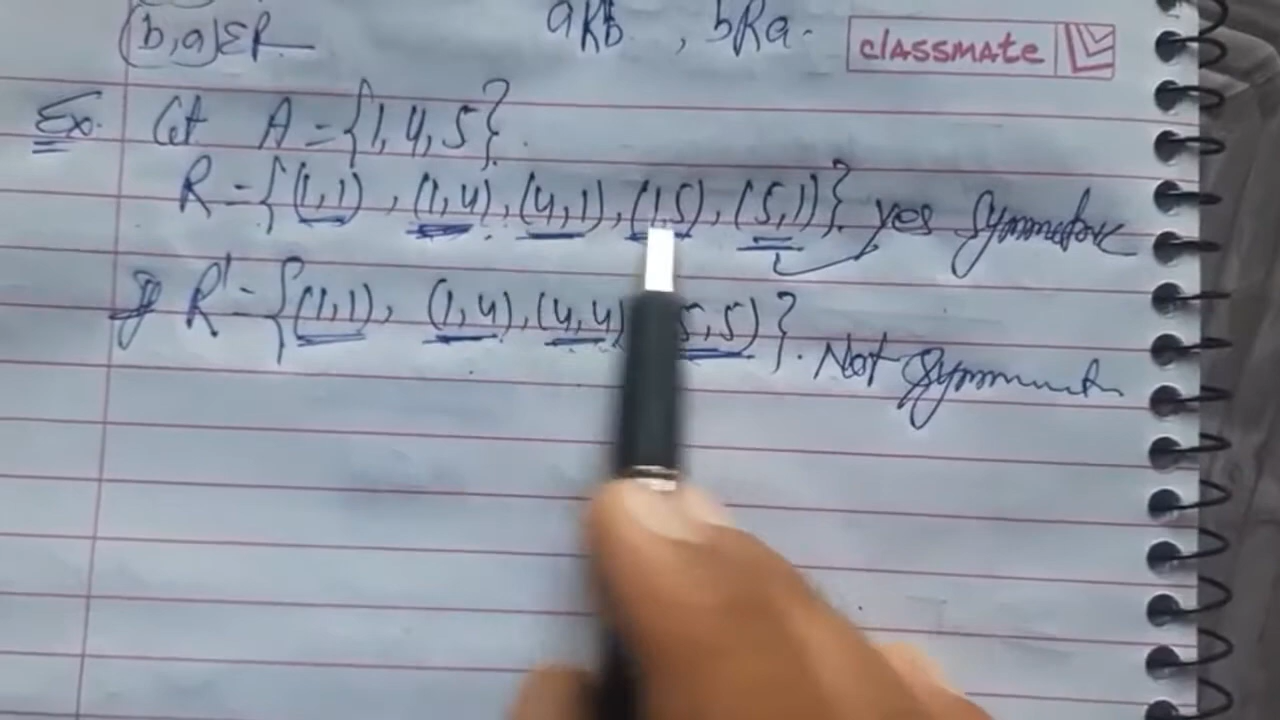 (b,a)ϵR aRb , bRa.
classmate
Ex. Let A = {1, 4, 5}.
R = {(1,1), (1,4), (4,1), (1,5), (5,1)}. yes Symmetric
R' = {(1,1), (1,4), (4,4) 5,5)}. Not Symmetric